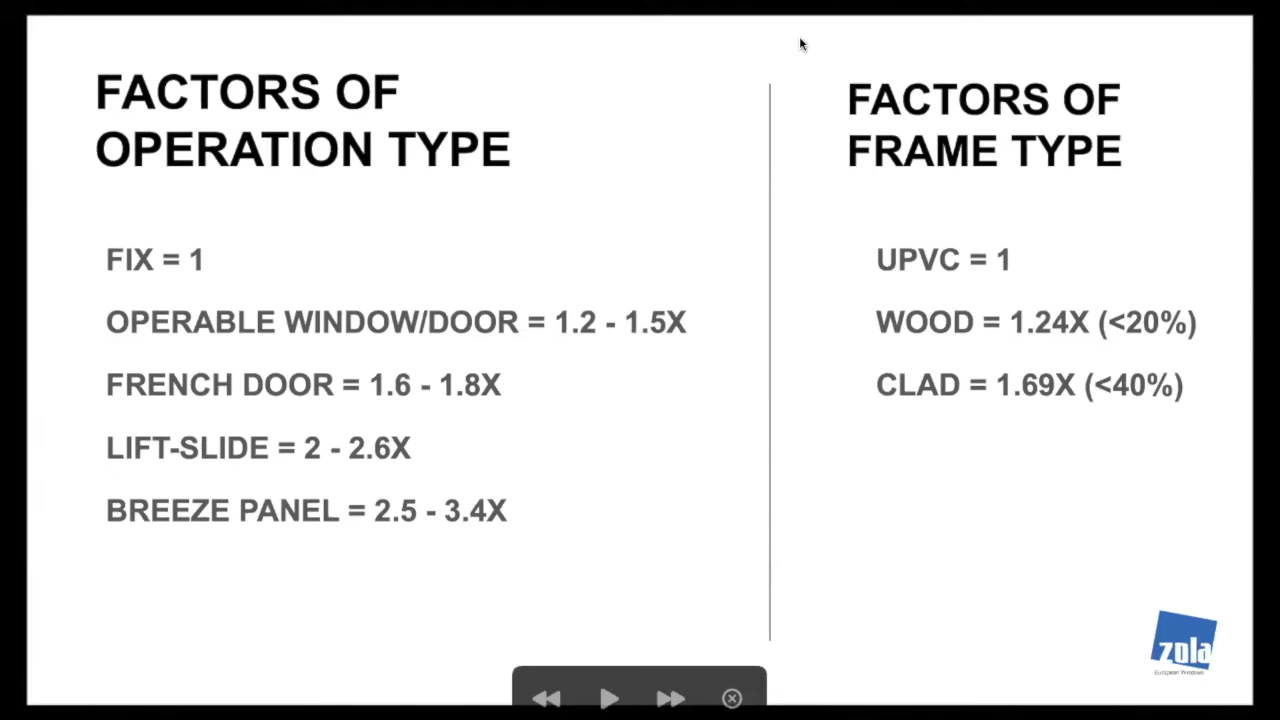 FACTORS OF
OPERATION TYPE
FIX = 1
OPERABLE WINDOW/DOOR = 1.2 - 1.5X
FRENCH DOOR = 1.6 - 1.8X
LIFT-SLIDE = 2 - 2.6X
BREEZE PANEL = 2.5 - 3.4X
FACTORS OF
FRAME TYPE
UPVC = 1
WOOD = 1.24X (<20%)
CLAD = 1.69X (<40%)
zola
European Windows